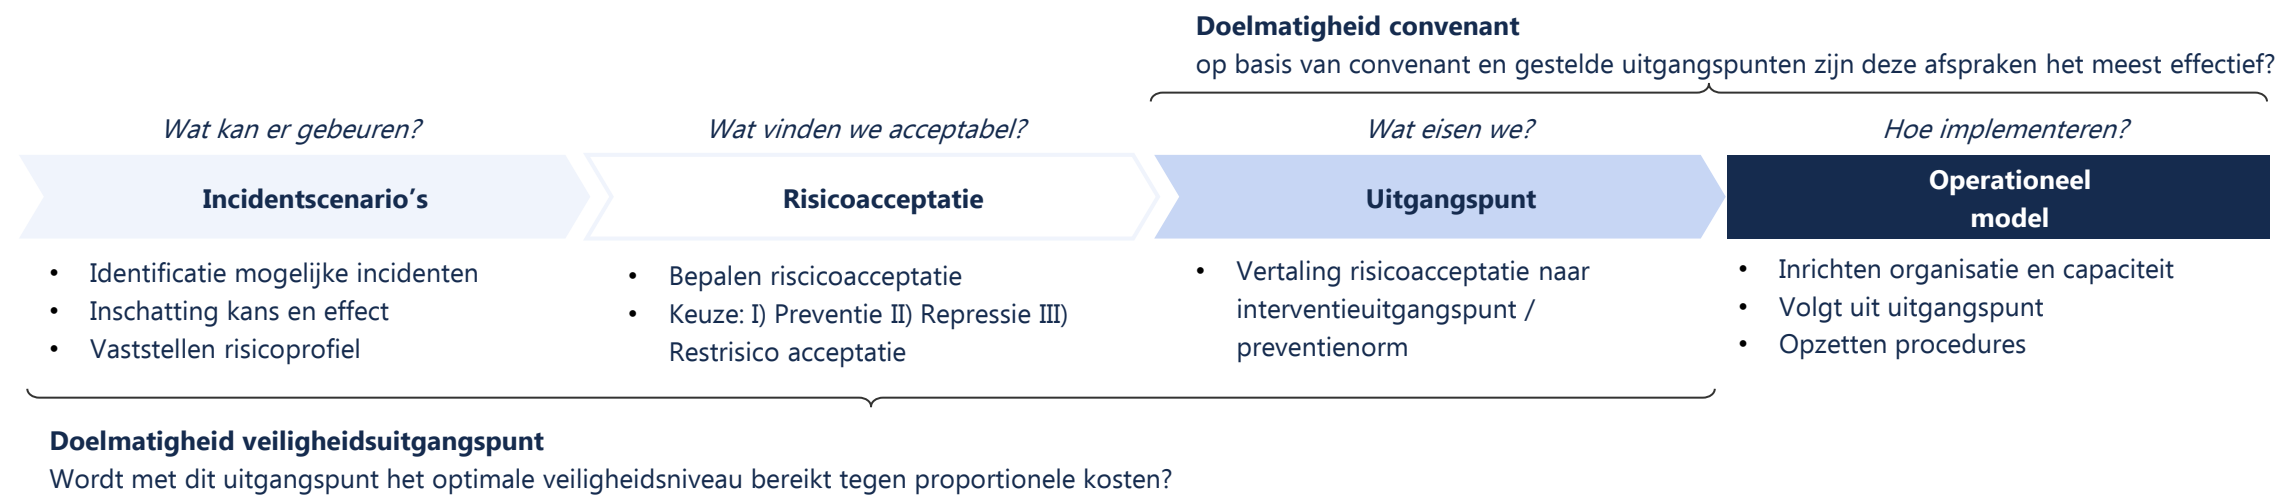 Doelmatigheid convenant
op basis van convenant en gestelde uitgangspunten zijn deze afspraken het meest effectief?
Wat kan er gebeuren?
Wat vinden we acceptabel?
Wat eisen we?
Hoe implementeren?
Incidentscenario’s
Risicoacceptatie
Uitgangspunt
Operationeel
model
• Identificatie mogelijke incidenten
• Inschatting kans en effect
• Vaststellen risicoprofiel
• Bepalen riscicoacceptatie
• Keuze: I) Preventie II) Repressie III)
Restrisico acceptatie
• Vertaling risicoacceptatie naar
interventieuitgangspunt /
preventienorm
• Inrichten organisatie en capaciteit
• Volgt uit uitgangspunt
• Opzetten procedures
Doelmatigheid veiligheidsuitgangspunt
Wordt met dit uitgangspunt het optimale veiligheidsniveau bereikt tegen proportionele kosten?